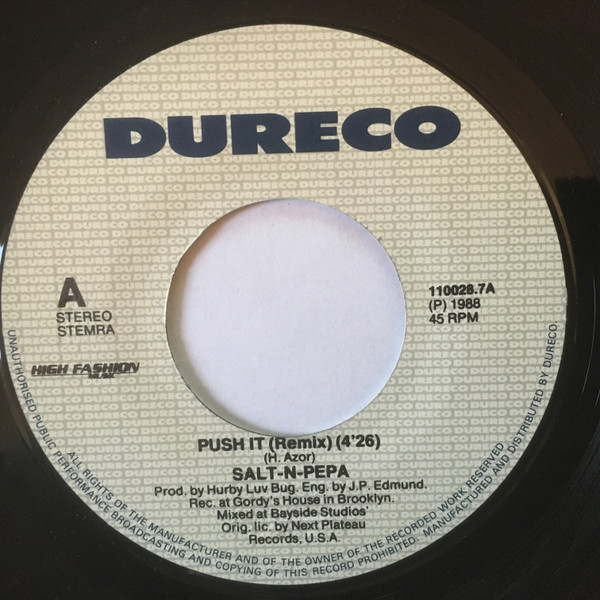 DURECO
A
STEREO
STEMRA
HIGH FASHION
110028.7A
(P) 1988
45 RPM
PUSH IT (Remix) (4'26)
(H. Azor)
SALT-N-PEPA
Prod. by Hurby Luv Bug. Eng. by J.P. Edmund.
Rec. at Gordy's House in Brooklyn.
Mixed at Bayside Studios'
Orig. lic. by Next Plateau
Records, U.S.A.
ALL RIGHTS OF THE MANUFACTURER AND OF THE OWNER OF THE RECORDED WORK RESERVED
UNAUTHORISED PUBLIC PERFORMANCE BROADCASTING AND COPYING OF THIS RECORD PROHIBITED. MANUFACTURED AND DISTRIBUTED BY DURECO.